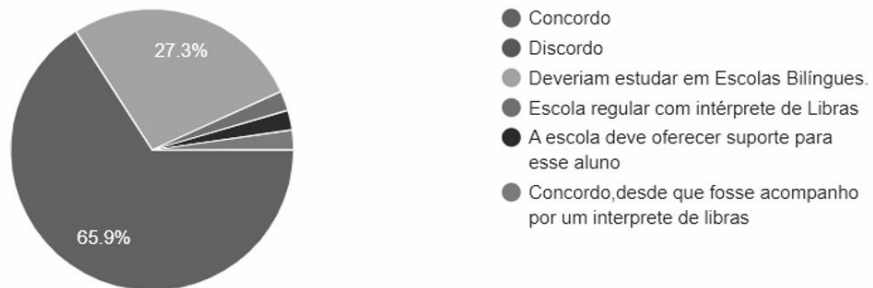 27.3%
65.9%
Concordo
Discordo
Deveriam estudar em Escolas Bilíngues.
Escola regular com intérprete de Libras
A escola deve oferecer suporte para
esse aluno
Concordo,desde que fosse acompanho
por um interprete de libras